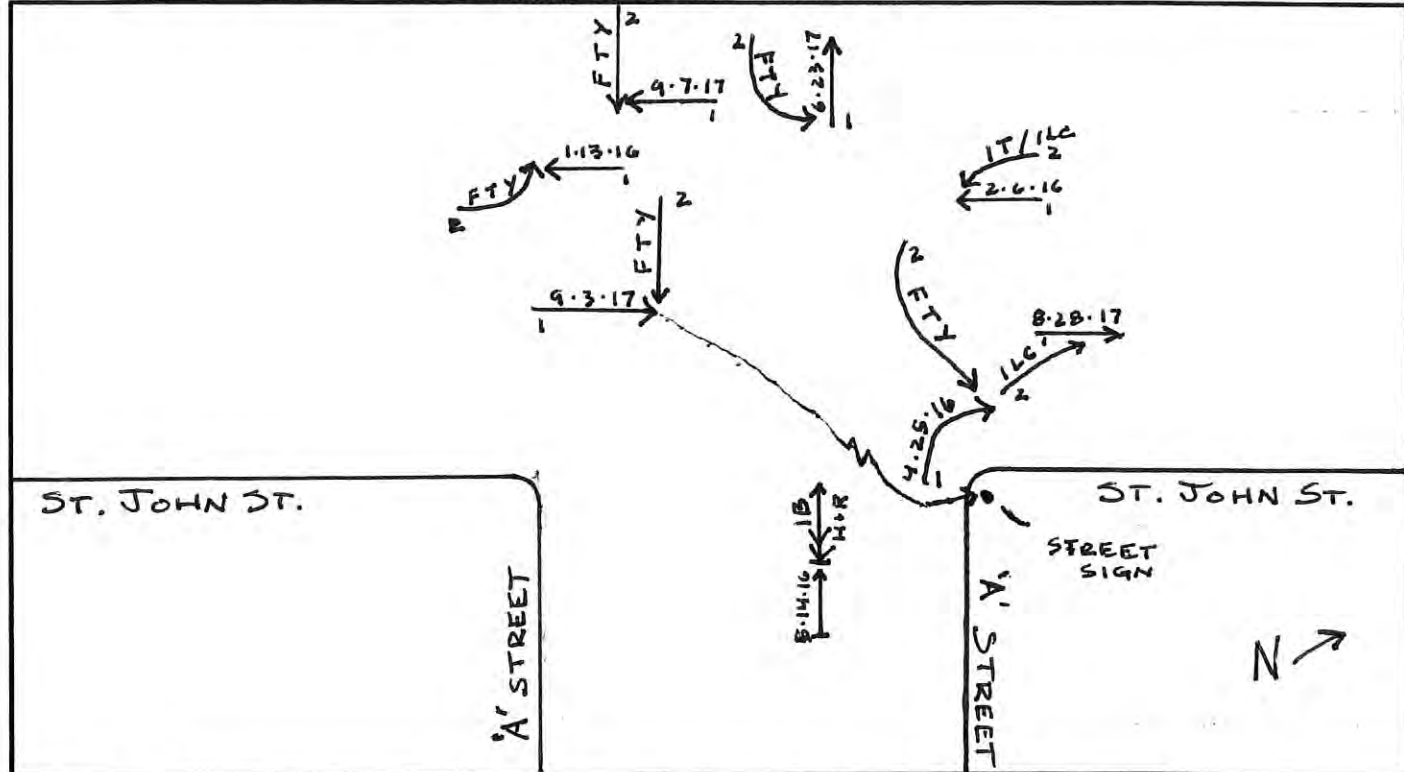 2
FTY
9.7.17
1
2
FTY
6.23.17
1
1.13.16
1
FTY
2
FTY
1T/1LC
2
2.6.16
1
9.3.17
1
2
FTY
8.28.17
1
1LC
2
4.25.16
1
ST. JOHN ST.
ST. JOHN ST.
1B
H+R
5.14.16
STREET
SIGN
'A' STREET
'A' STREET
N